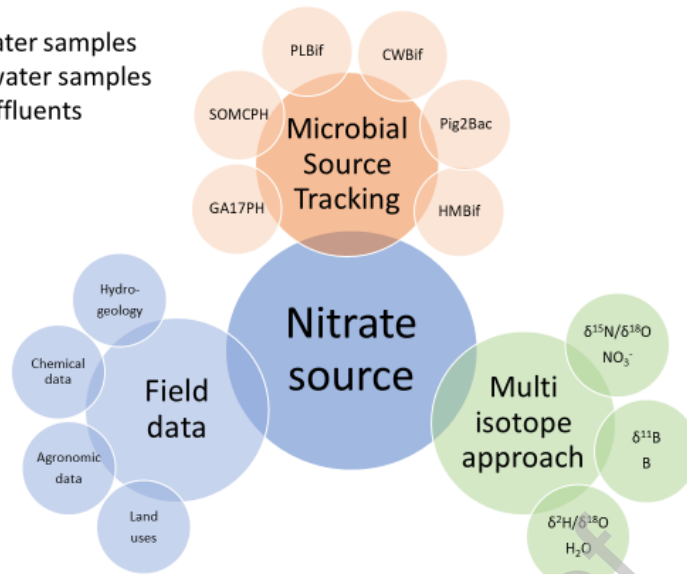 ater samples
water samples
ffluents
PLBif
CWBif
SOMCPH
Pig2Bac
GA17PH
HMBif
Microbial
Source
Tracking
Nitrate
source
Hydro-
geology
Chemical
data
Agronomic
data
Land
uses
Field
data
Multi
isotope
approach
δ¹⁵N/δ¹⁸O
NO₃⁻
δ¹¹B
B
δ²H/δ¹⁸O
H₂O